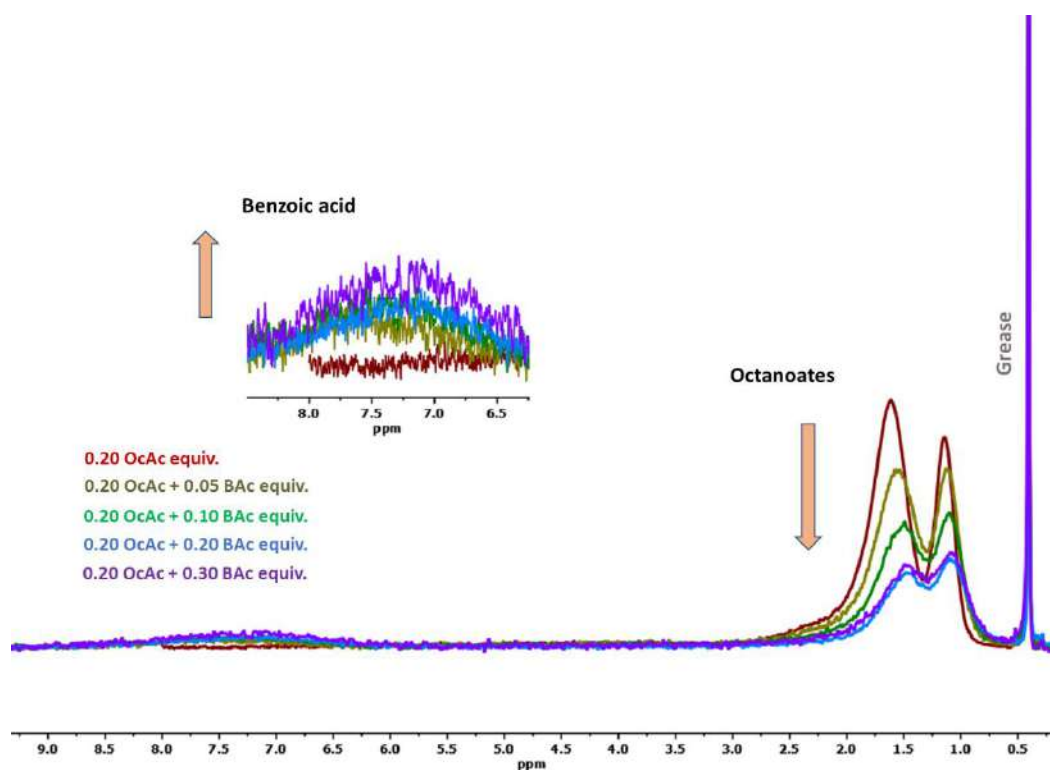 Benzoic acid
8.0 7.5 7.0 6.5
ppm
Grease
Octanoates
0.20 OcAc equiv.
0.20 OcAc + 0.05 BAc equiv.
0.20 OcAc + 0.10 BAc equiv.
0.20 OcAc + 0.20 BAc equiv.
0.20 OcAc + 0.30 BAc equiv.
9.0 8.5 8.0 7.5 7.0 6.5 6.0 5.5 5.0 4.5 4.0 3.5 3.0 2.5 2.0 1.5 1.0 0.5
ppm